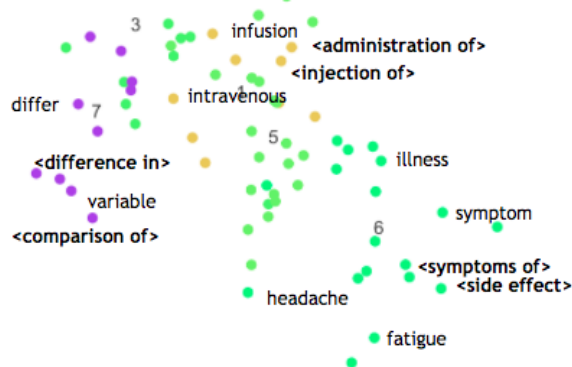 3
infusion
<administration of>
<injection of>
1
intravenous
differ
7
5
<difference in>
illness
variable
symptom
<comparison of>
6
<symptoms of>
<side effect>
headache
fatigue